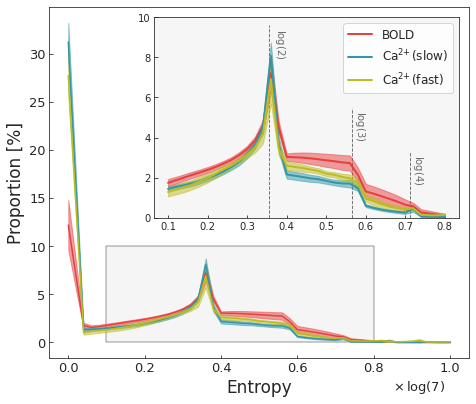 10
8
6
4
2
0
0.1 0.2 0.3 0.4 0.5 0.6 0.7 0.8
log(2)
log(3)
log(4)
BOLD
Ca²⁺(slow)
Ca²⁺(fast)
Proportion [%]
30
25
20
15
10
5
0
0.0 0.2 0.4 0.6 0.8 1.0
Entropy
× log(7)